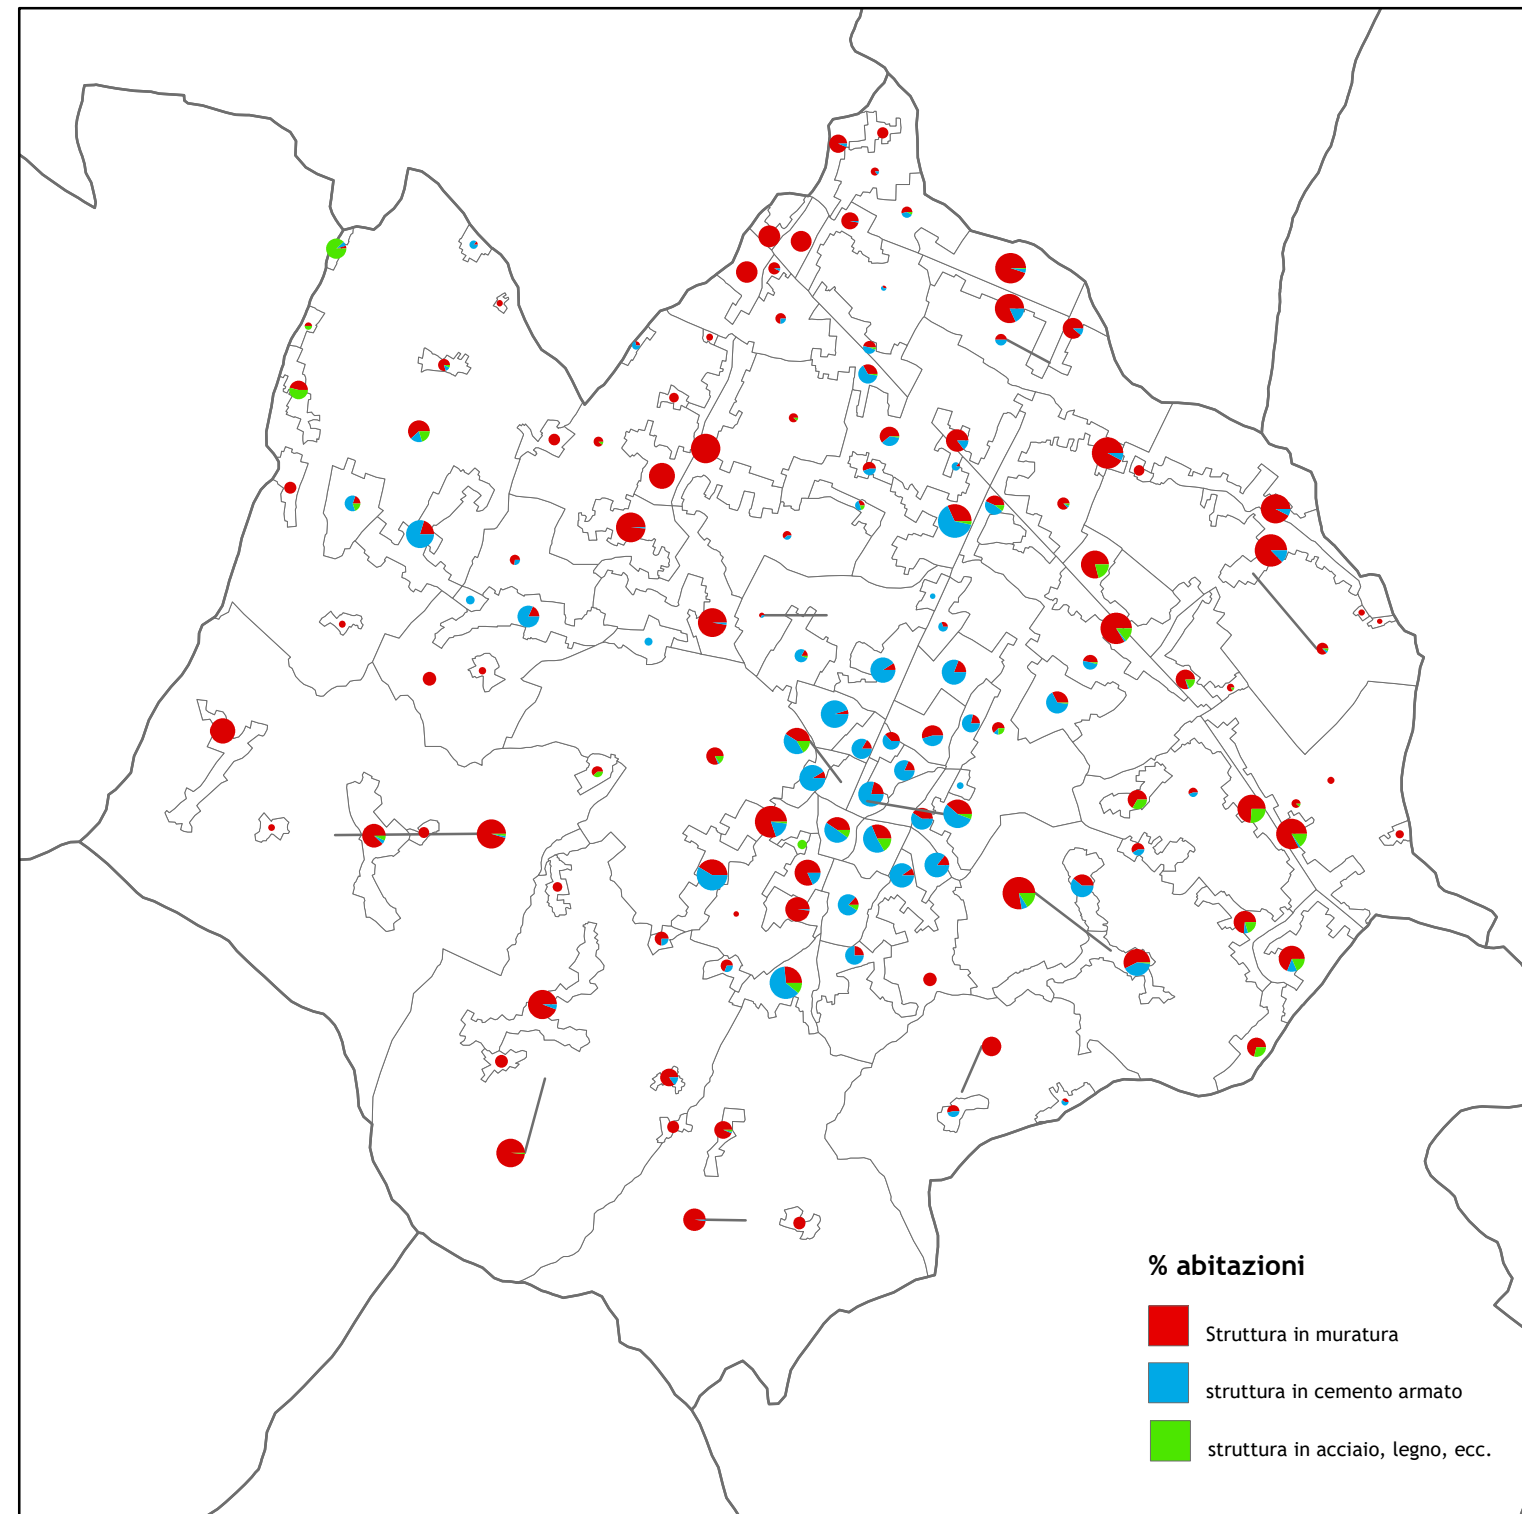 % abitazioni
Struttura in muratura
struttura in cemento armato
struttura in acciaio, legno, ecc.